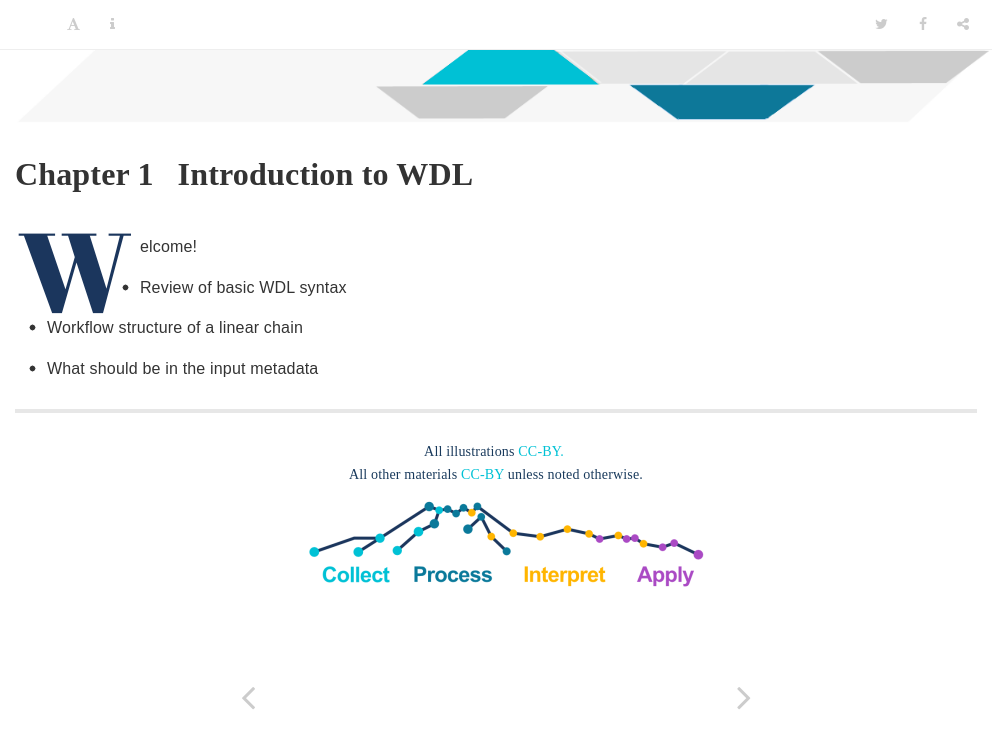 Chapter 1 Introduction to WDL
Welcome!
• Review of basic WDL syntax
• Workflow structure of a linear chain
• What should be in the input metadata
All illustrations CC-BY.
All other materials CC-BY unless noted otherwise.
Collect Process Interpret Apply